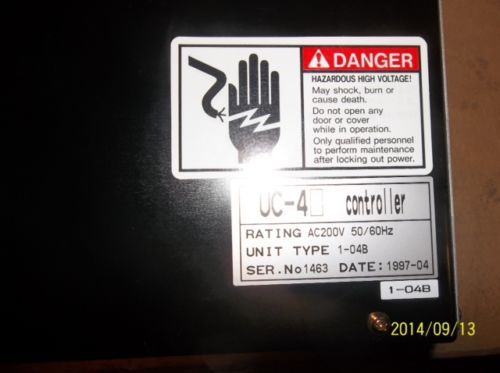 DANGER
HAZARDOUS HIGH VOLTAGE!
May shock, burn or
cause death.
Do not open any
door or cover
while in operation.
Only qualified personnel
to perform maintenance
after locking out power.
UC-4□ controller
RATING AC200V 50/60Hz
UNIT TYPE 1-04B
SER.No1463 DATE: 1997-04
1-04B
2014/09/13